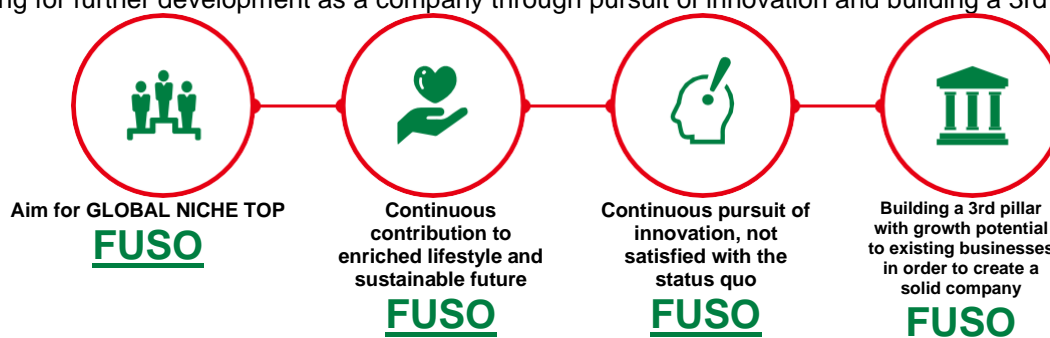 ng for further development as a company through pursuit of innovation and building a 3rd
Aim for GLOBAL NICHE TOP
FUSO
Continuous
contribution to
enriched lifestyle and
sustainable future
FUSO
Continuous pursuit of
innovation, not
satisfied with the
status quo
FUSO
Building a 3rd pillar
with growth potential
to existing businesses
in order to create a
solid company
FUSO